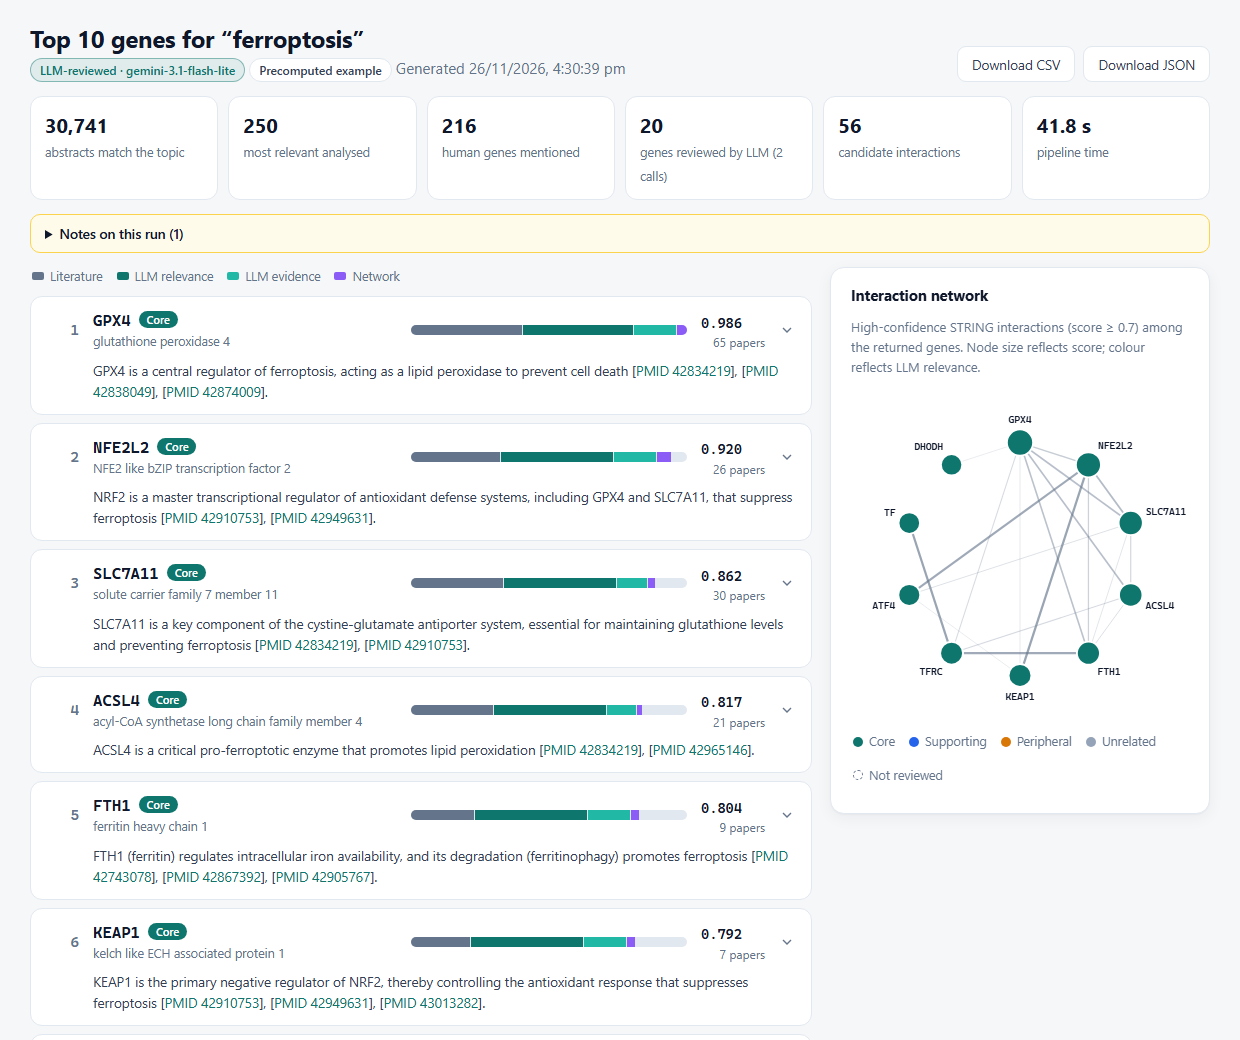 Top 10 genes for “ferroptosis”
LLM-reviewed · gemini-3.1-flash-lite
Precomputed example
Generated 26/11/2026, 4:30:39 pm
Download CSV
Download JSON
30,741
abstracts match the topic
250
most relevant analysed
216
human genes mentioned
20
genes reviewed by LLM (2
calls)
56
candidate interactions
41.8 s
pipeline time
Notes on this run (1)
Literature
LLM relevance
LLM evidence
Network
1
GPX4
Core
glutathione peroxidase 4
0.986
65 papers
GPX4 is a central regulator of ferroptosis, acting as a lipid peroxidase to prevent cell death [PMID 42834219], [PMID
42838049], [PMID 42874009].
2
NFE2L2
Core
NFE2 like bZIP transcription factor 2
0.920
26 papers
NRF2 is a master transcriptional regulator of antioxidant defense systems, including GPX4 and SLC7A11, that suppress
ferroptosis [PMID 42910753], [PMID 42949631].
3
SLC7A11
Core
solute carrier family 7 member 11
0.862
30 papers
SLC7A11 is a key component of the cystine-glutamate antiporter system, essential for maintaining glutathione levels
and preventing ferroptosis [PMID 42834219], [PMID 42910753].
4
ACSL4
Core
acyl-CoA synthetase long chain family member 4
0.817
21 papers
ACSL4 is a critical pro-ferroptotic enzyme that promotes lipid peroxidation [PMID 42834219], [PMID 42965146].
5
FTH1
Core
ferritin heavy chain 1
0.804
9 papers
FTH1 (ferritin) regulates intracellular iron availability, and its degradation (ferritinophagy) promotes ferroptosis [PMID
42743078], [PMID 42867392], [PMID 42905767].
6
KEAP1
Core
kelch like ECH associated protein 1
0.792
7 papers
KEAP1 is the primary negative regulator of NRF2, thereby controlling the antioxidant response that suppresses
ferroptosis [PMID 42910753], [PMID 42949631], [PMID 43013282].
Interaction network
High-confidence STRING interactions (score ≥ 0.7) among
the returned genes. Node size reflects score; colour
reflects LLM relevance.
GPX4
DHODH
NFE2L2
TF
SLC7A11
ATF4
ACSL4
TFRC
FTH1
KEAP1
Core
Supporting
Peripheral
Unrelated
Not reviewed